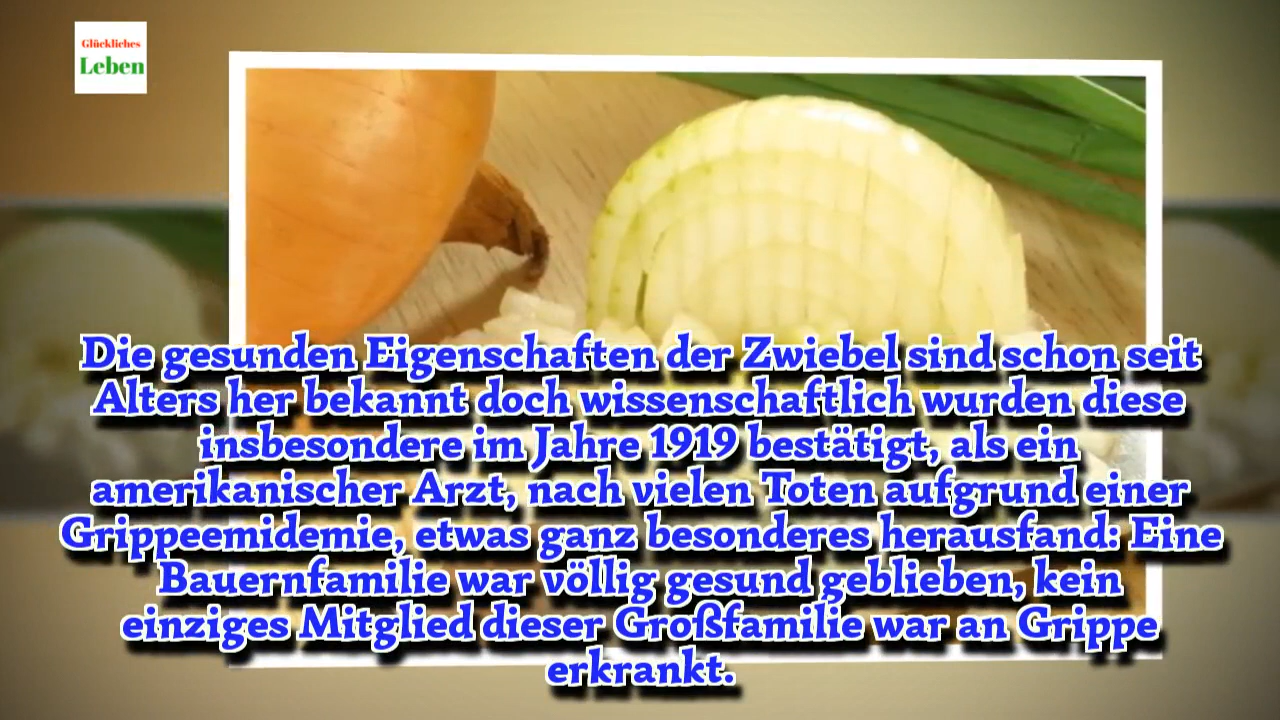 Glückliches
Leben
Die gesunden Eigenschaften der Zwiebel sind schon seit
Alters her bekannt doch wissenschaftlich wurden diese
insbesondere im Jahre 1919 bestätigt, als ein
amerikanischer Arzt, nach vielen Toten aufgrund einer
Grippeemidemie, etwas ganz besonderes herausfand: Eine
Bauernfamilie war völlig gesund geblieben, kein
einziges Mitglied dieser Großfamilie war an Grippe
erkrankt.